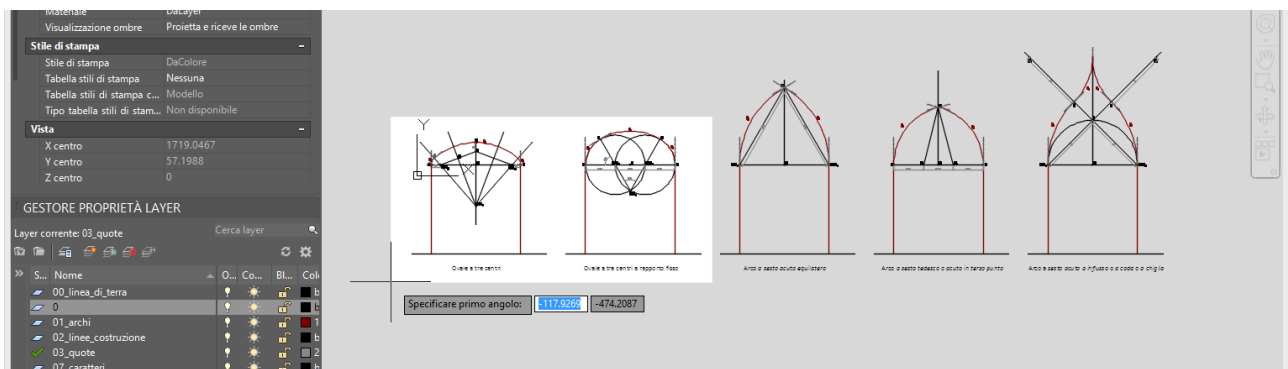 Materiale DaLayer
Visualizzazione ombre Proietta e riceve le ombre
Stile di stampa
Stile di stampa DaColore
Tabella stili di stampa Nessuna
Tabella stili di stampa c... Modello
Tipo tabella stili di stam... Non disponibile
Vista
X centro 1719.0467
Y centro 57.1988
Z centro 0
GESTORE PROPRIETÀ LAYER
Layer corrente: 03_quote Cerca layer
S... Nome O... Co... Bl... Col
00_linea_di_terra b
0 b
01_archi 1
02_linee_costruzione b
03_quote 2
07_caratteri b
Y
X
Ovale a tre centri
Ovale a tre centri a rapporto fisso
Arco a sesto acuto equilatero
Arco a sesto tedesco o acuto in terzo punto
Arco a sesto acuto a inflesso o a coda o a chiglia
Specificare primo angolo: -117.9269 -474.2087